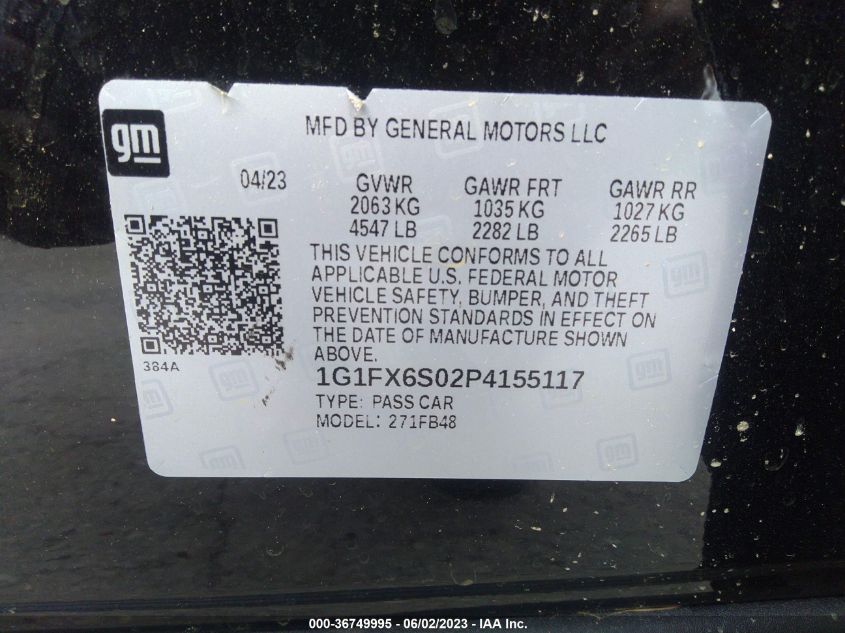 gm
MFD BY GENERAL MOTORS LLC
04/23 GVWR GAWR FRT GAWR RR
2063 KG 1035 KG 1027 KG
4547 LB 2282 LB 2265 LB
THIS VEHICLE CONFORMS TO ALL
APPLICABLE U.S. FEDERAL MOTOR
VEHICLE SAFETY, BUMPER, AND THEFT
PREVENTION STANDARDS IN EFFECT ON
THE DATE OF MANUFACTURE SHOWN
ABOVE.
384A
1G1FX6S02P4155117
TYPE: PASS CAR
MODEL: 271FB48
000-36749995 - 06/02/2023 - © IAA Inc.